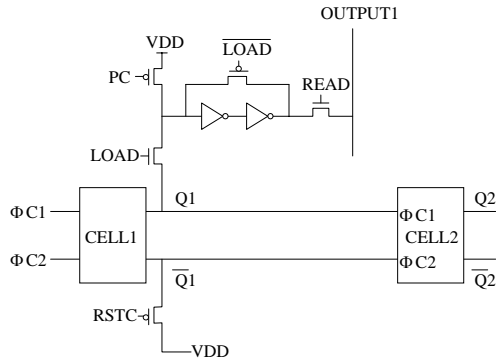 OUTPUT1
VDD
LOAD
PC
READ
LOAD
Q1
Q2
ΦC1
ΦC1
CELL1
CELL2
ΦC2
ΦC2
Q1
Q2
RSTC
VDD